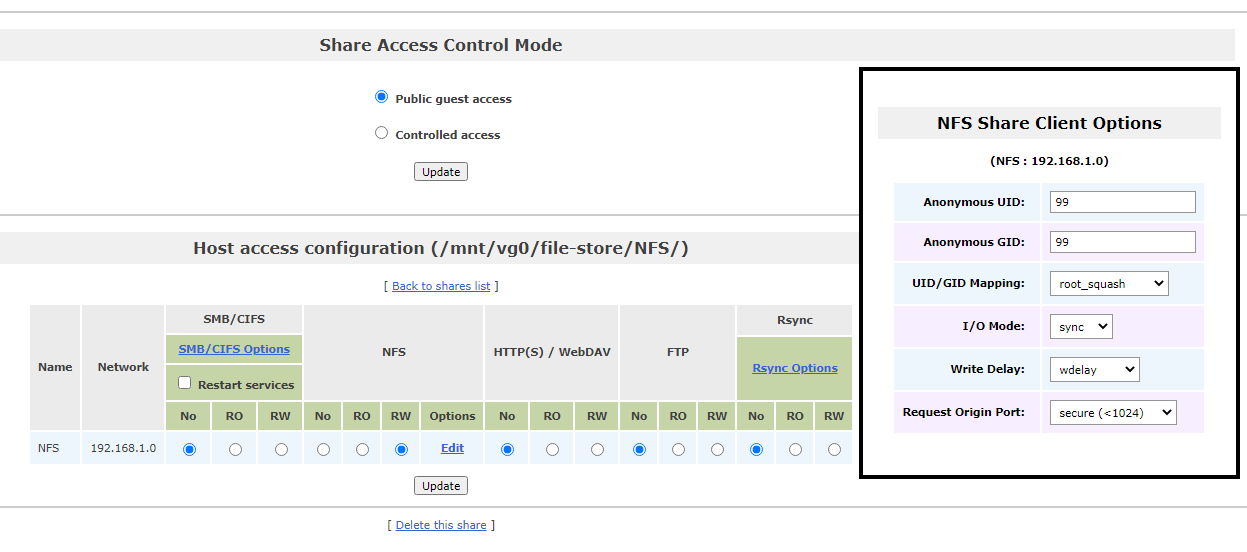 Share Access Control Mode
Public guest access
Controlled access
Update
Host access configuration (/mnt/vg0/file-store/NFS/)
[ Back to shares list ]
Name Network SMB/CIFS NFS HTTP(S) / WebDAV FTP Rsync
SMB/CIFS Options Rsync Options
Restart services
No RO RW No RO RW Options No RO RW No RO RW No RO RW
NFS 192.168.1.0 Edit
Update
[ Delete this share ]
NFS Share Client Options
(NFS : 192.168.1.0)
Anonymous UID: 99
Anonymous GID: 99
UID/GID Mapping: root_squash
I/O Mode: sync
Write Delay: wdelay
Request Origin Port: secure (<1024)